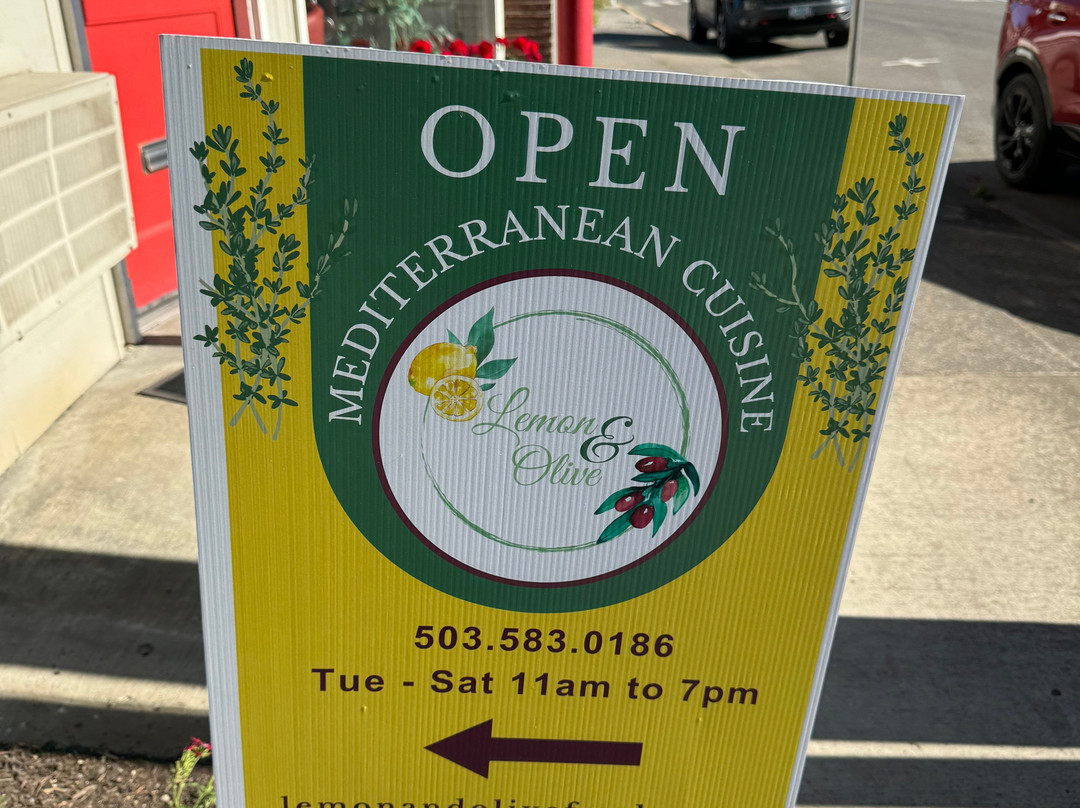 OPEN
MEDITERRANEAN CUISINE
Lemon &
Olive
503.583.0186
Tue - Sat 11am to 7pm